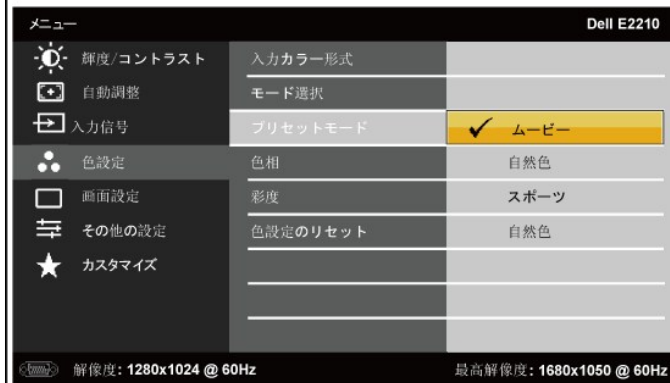 メニュー
Dell E2210
輝度/コントラスト
自動調整
入力信号
色設定
画面設定
その他の設定
カスタマイズ
入力カラー形式
モード選択
プリセットモード
色相
彩度
色設定のリセット
ムービー
自然色
スポーツ
自然色
解像度: 1280x1024 @ 60Hz
最高解像度: 1680x1050 @ 60Hz